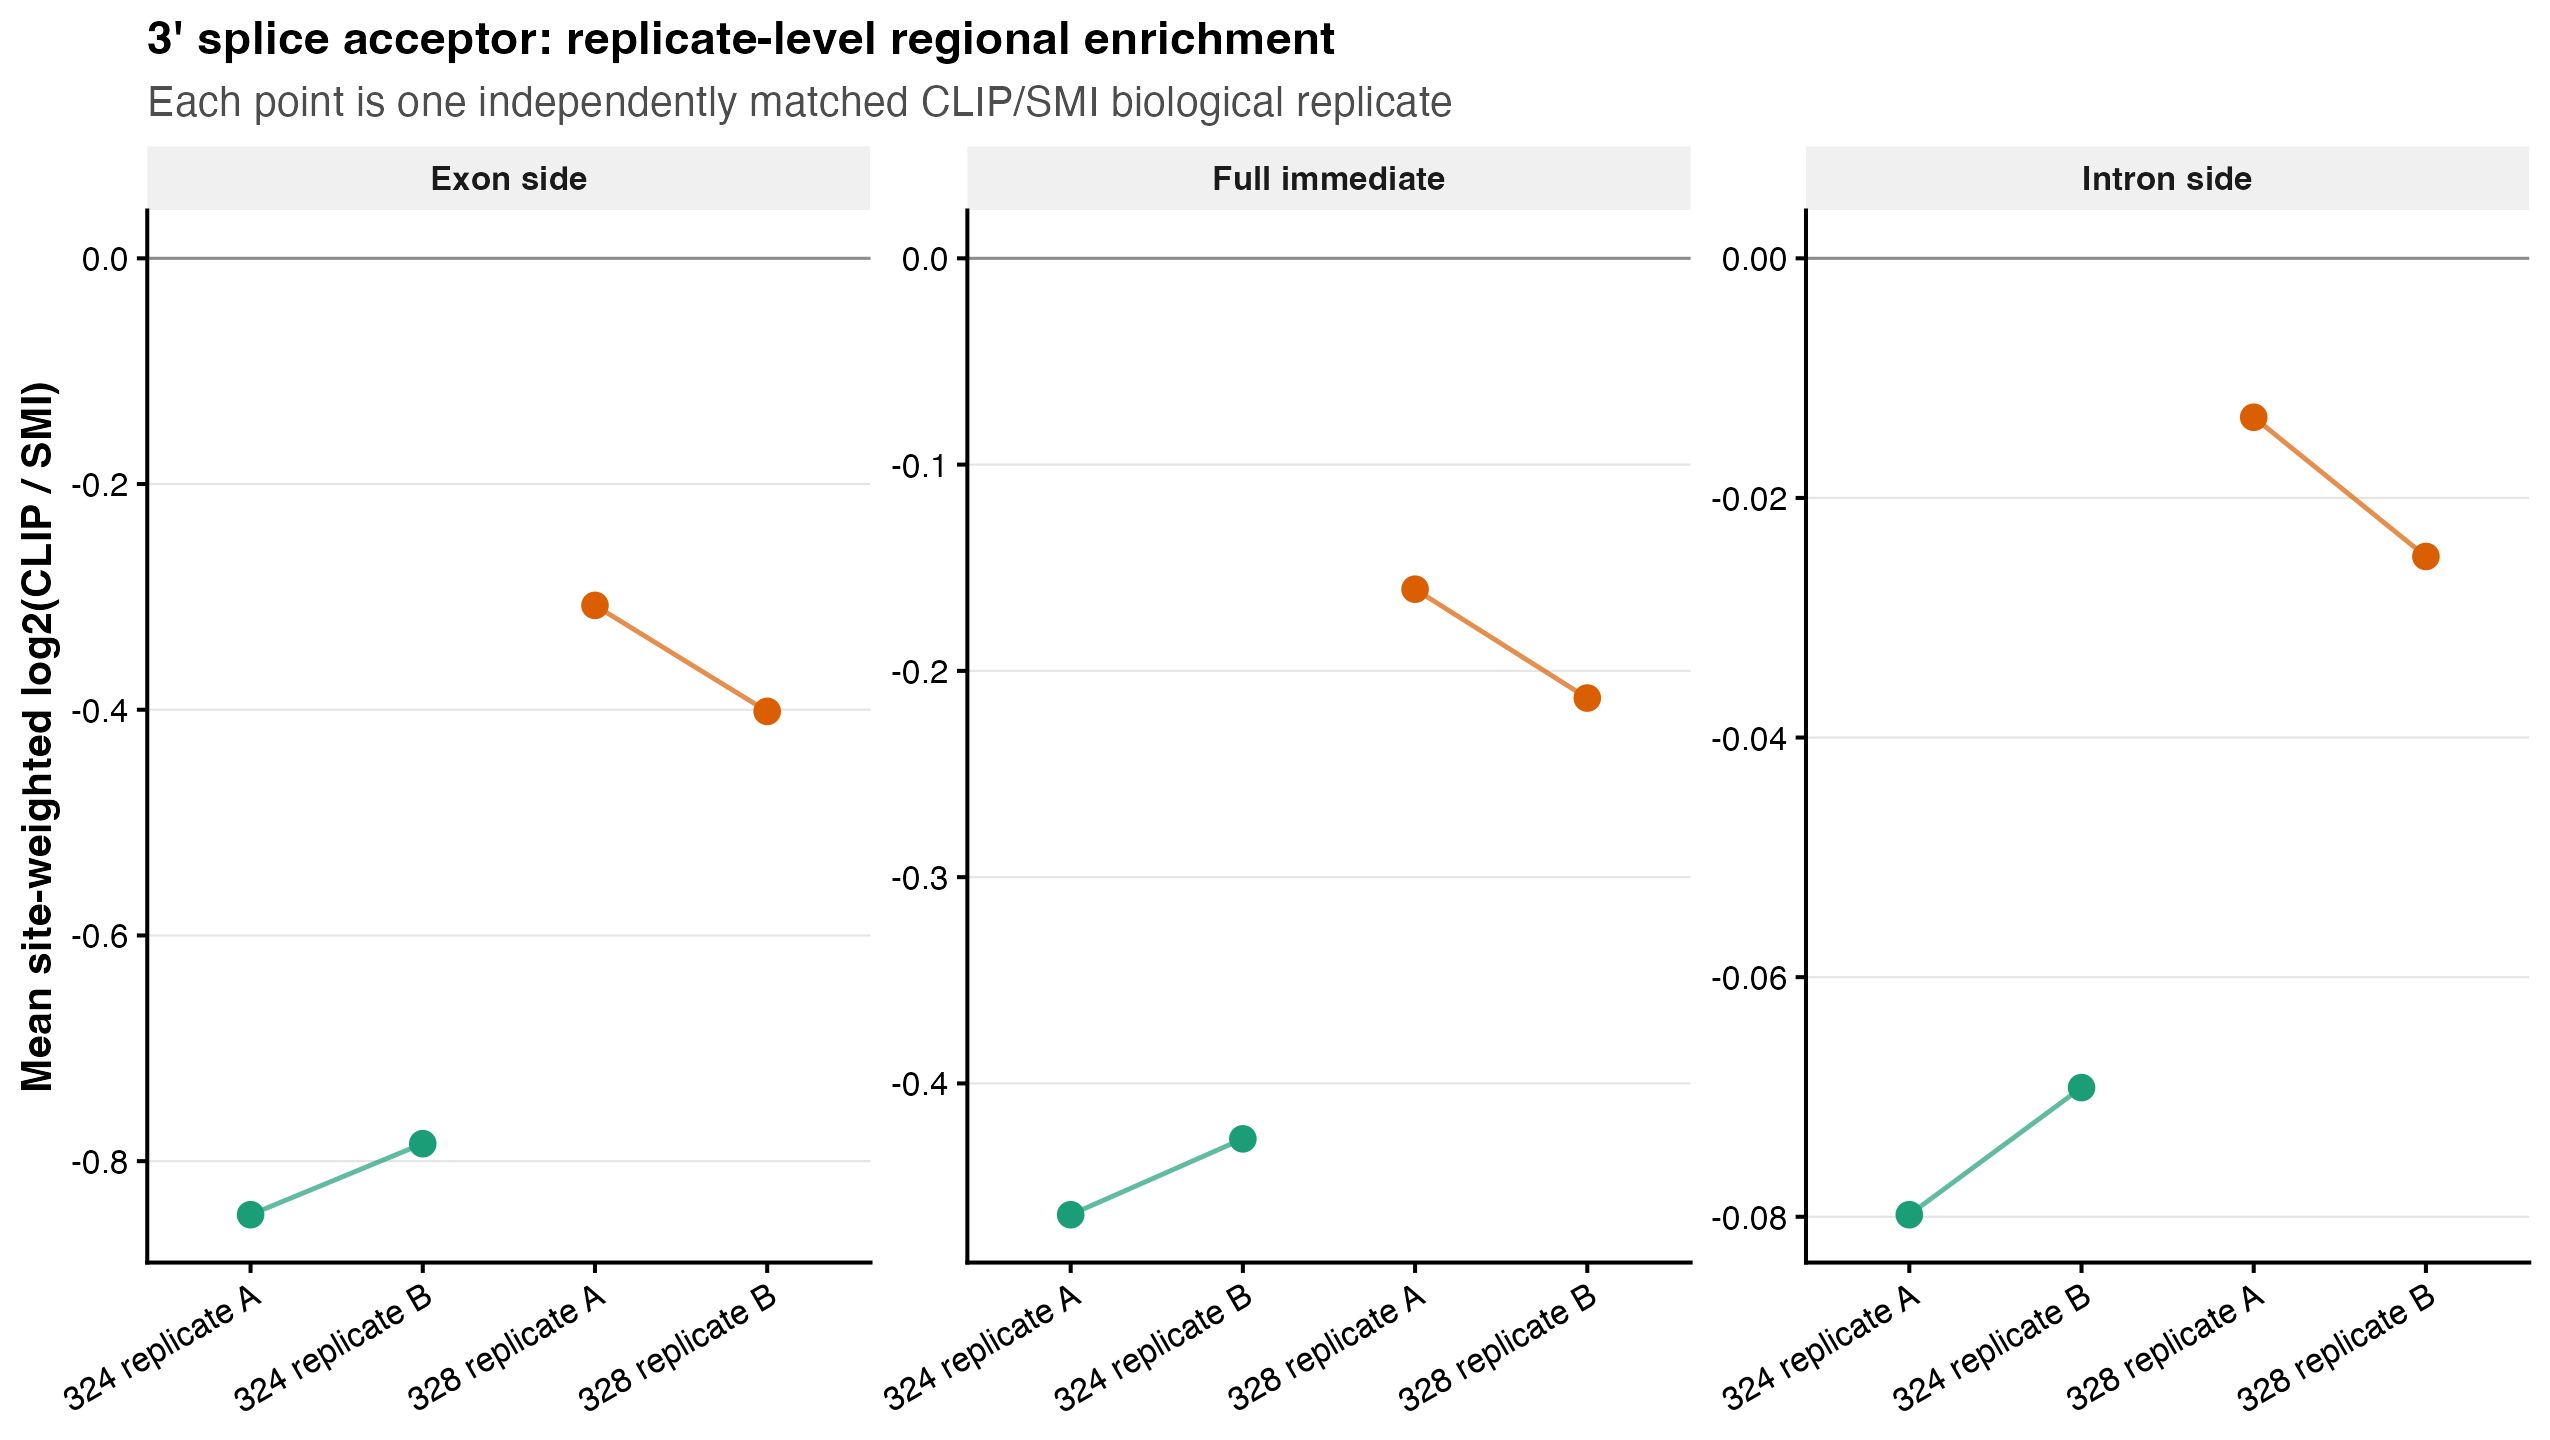 3' splice acceptor: replicate-level regional enrichment
Each point is one independently matched CLIP/SMI biological replicate
Mean site-weighted log2(CLIP / SMI)
Exon side
0.0
-0.2
-0.4
-0.6
-0.8
324 replicate A
324 replicate B
328 replicate A
328 replicate B
Full immediate
0.0
-0.1
-0.2
-0.3
-0.4
324 replicate A
324 replicate B
328 replicate A
328 replicate B
Intron side
0.00
-0.02
-0.04
-0.06
-0.08
324 replicate A
324 replicate B
328 replicate A
328 replicate B